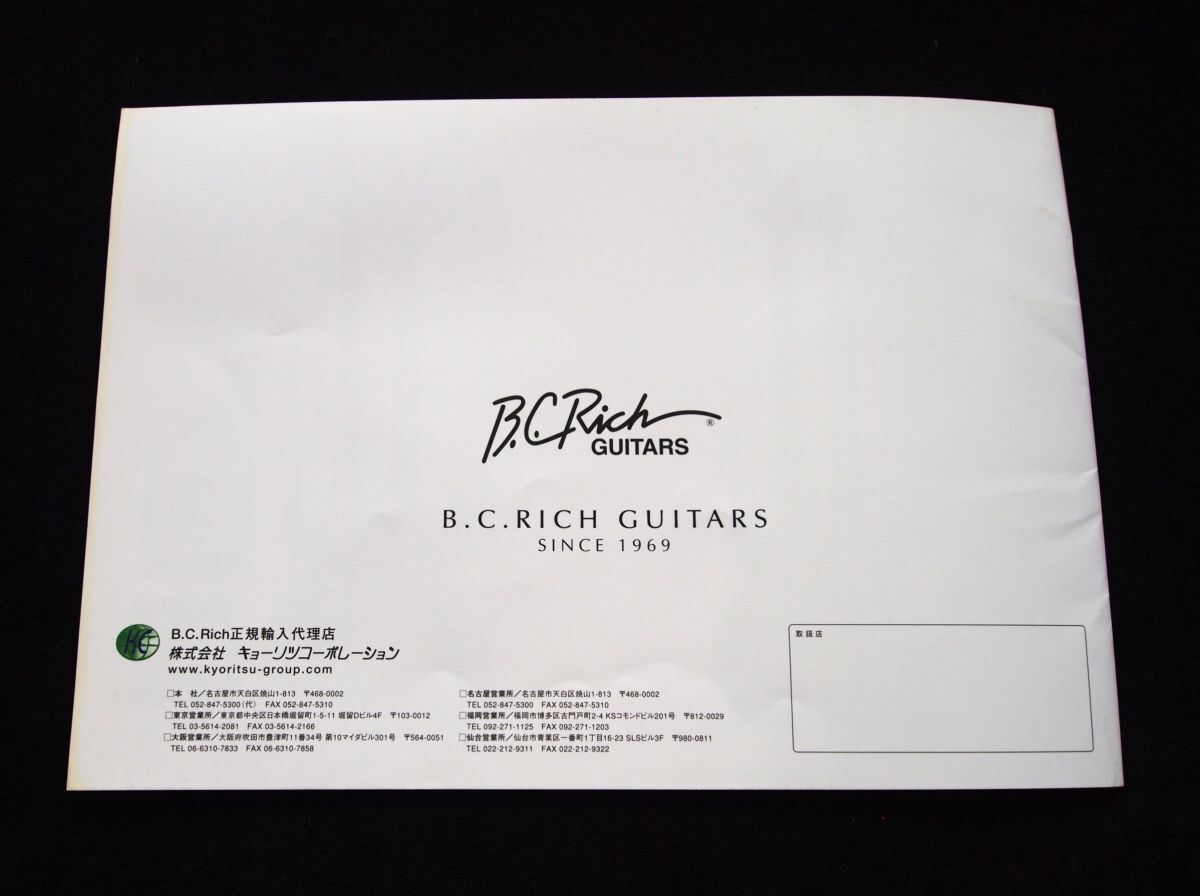 B.C.Rich®
GUITARS
B.C.RICH GUITARS
SINCE 1969
KC
B.C.Rich正規輸入代理店
株式会社 キョーリツコーポレーション
www.kyoritsu-group.com
□本 社／名古屋市天白区焼山1-813 〒468-0002
TEL 052-847-5300(代) FAX 052-847-5310
□東京営業所／東京都中央区日本橋堀留町1-5-11 堀留Dビル4F 〒103-0012
TEL 03-5614-2081 FAX 03-5614-2166
□大阪営業所／大阪府吹田市豊津町11番34号 第10マイダビル301号 〒564-0051
TEL 06-6310-7833 FAX 06-6310-7858
□名古屋営業所／名古屋市天白区焼山1-813 〒468-0002
TEL 052-847-5300 FAX 052-847-5310
□福岡営業所／福岡市博多区古門戸町2-4 KSコモンドビル201号 〒812-0029
TEL 092-271-1125 FAX 092-271-1203
□仙台営業所／仙台市青葉区一番町1丁目16-23 SLSビル3F 〒980-0811
TEL 022-212-9311 FAX 022-212-9322
取扱店